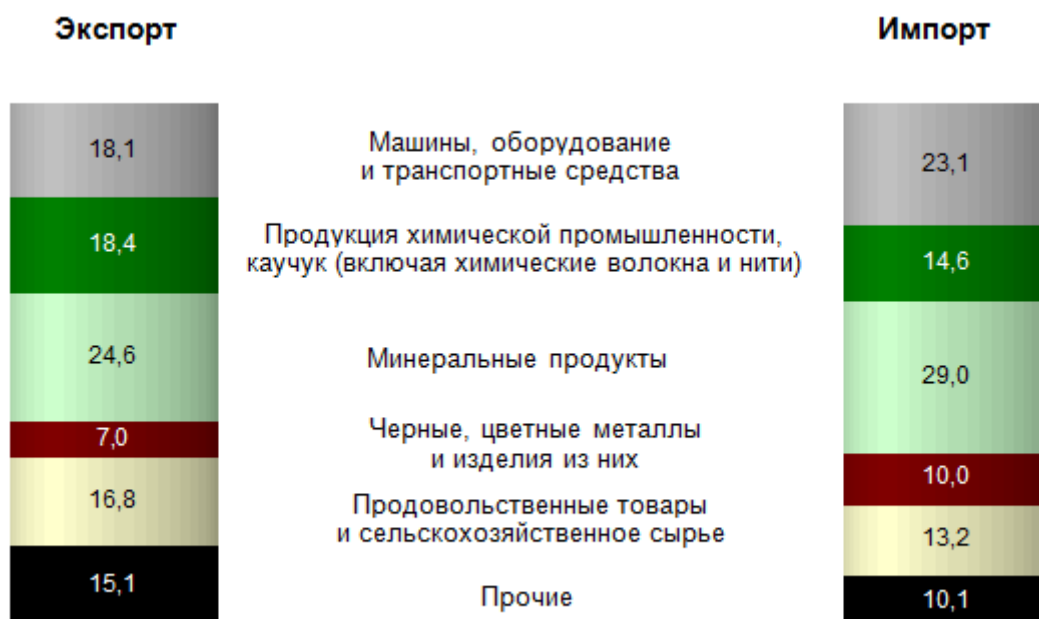 Экспорт
Импорт
18,1
Машины, оборудование
и транспортные средства
23,1
18,4
Продукция химической промышленности,
каучук (включая химические волокна и нити)
14,6
24,6
Минеральные продукты
29,0
7,0
Черные, цветные металлы
и изделия из них
10,0
16,8
Продовольственные товары
и сельскохозяйственное сырье
13,2
15,1
Прочие
10,1